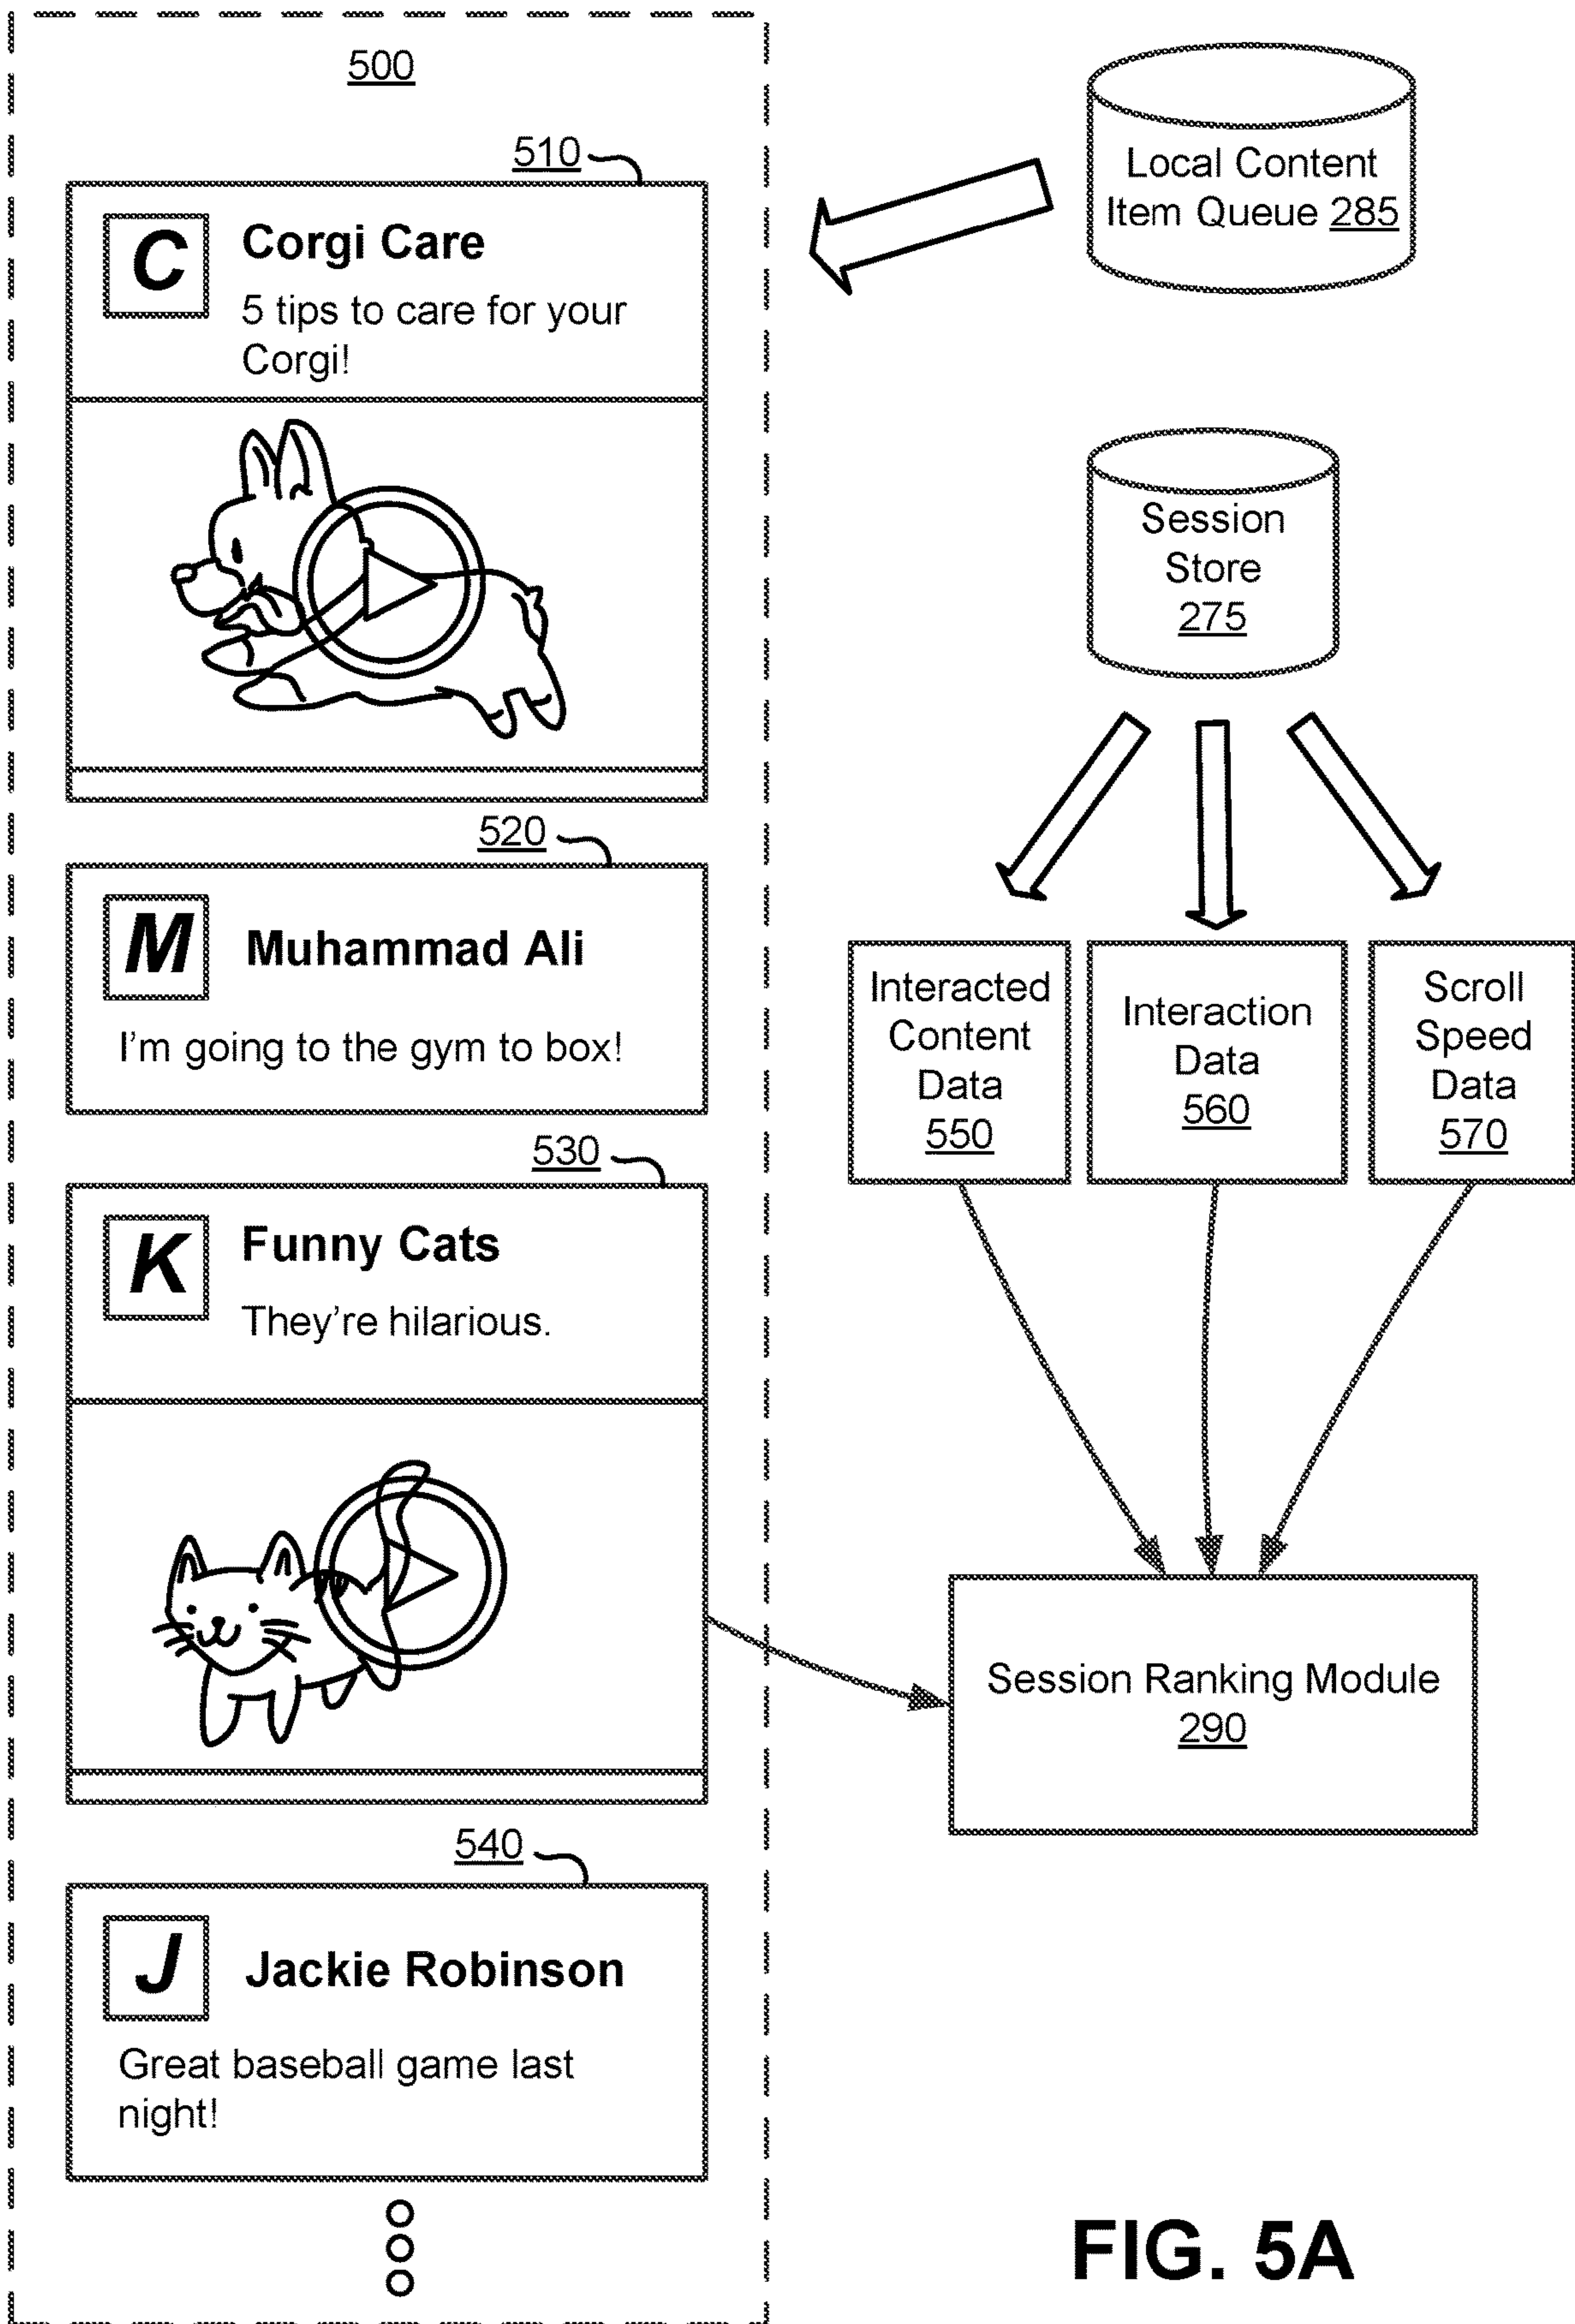 500
510
C
Corgi Care
5 tips to care for your
Corgi!
520
M
Muhammad Ali
I'm going to the gym to box!
530
K
Funny Cats
They're hilarious.
540
J
Jackie Robinson
Great baseball game last
night!
Local Content
Item Queue 285
Session
Store
275
Interacted
Content
Data
550
Interaction
Data
560
Scroll
Speed
Data
570
Session Ranking Module
290
FIG. 5A